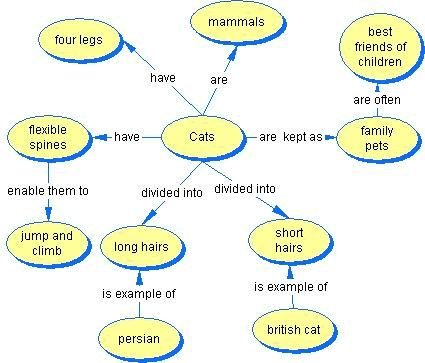 mammals
four legs
best
friends of
children
have
are
are often
flexible
spines
have
Cats
are kept as
family
pets
enable them to
divided into
divided into
jump and
climb
long hairs
short
hairs
is example of
is example of
persian
british cat